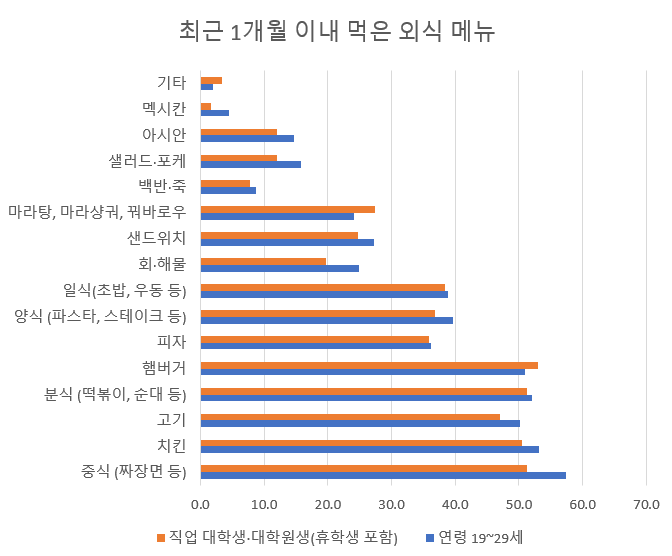 최근 1개월 이내 먹은 외식 메뉴
기타
멕시칸
아시안
샐러드·포케
백반·죽
마라탕, 마라샹궈, 꿔바로우
샌드위치
회·해물
일식(초밥, 우동 등)
양식 (파스타, 스테이크 등)
피자
햄버거
분식 (떡볶이, 순대 등)
고기
치킨
중식 (짜장면 등)
0.0 10.0 20.0 30.0 40.0 50.0 60.0 70.0
직업 대학생·대학원생(휴학생 포함) 연령 19~29세